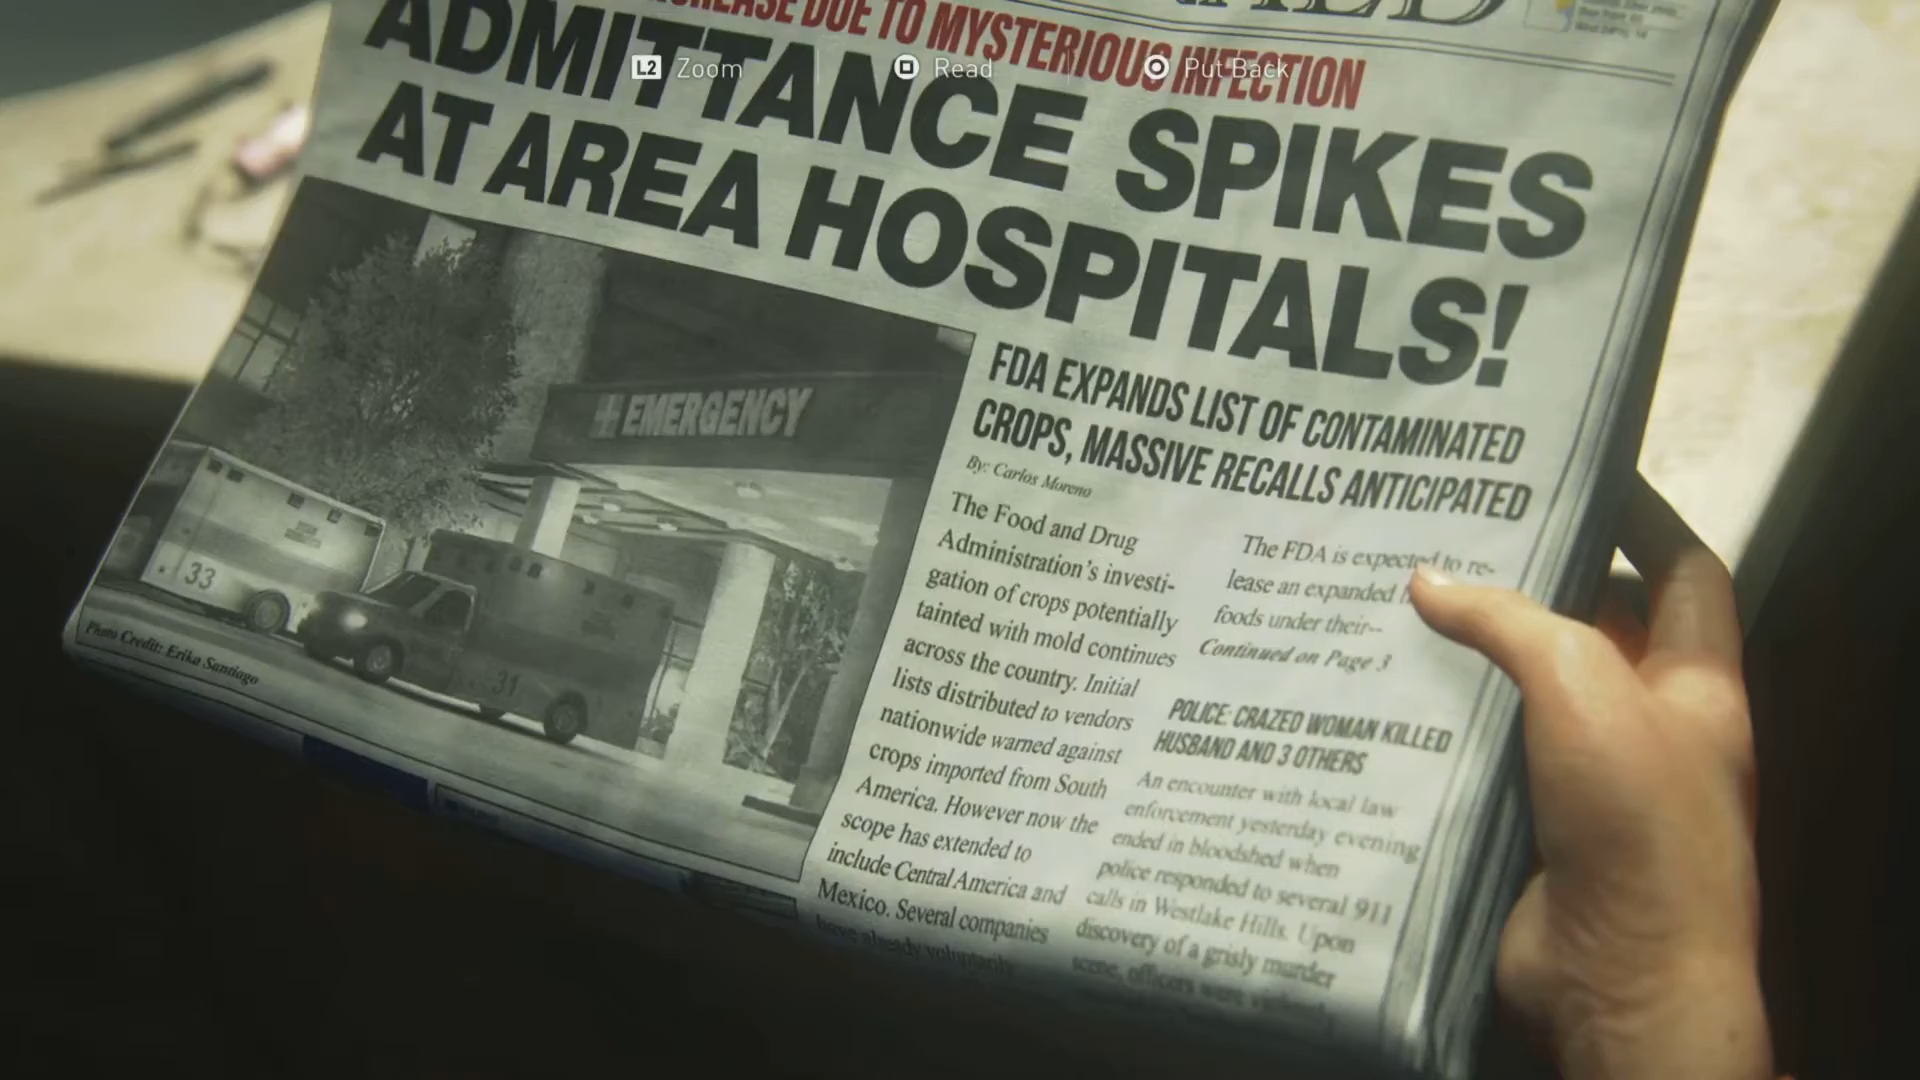 DUE TO MYSTERIOUS INFECTION
L2 Zoom
Read
Put Back
ADMITTANCE SPIKES
AT AREA HOSPITALS!
EMERGENCY
33
31
Photo Credit: Erika Santiago
FDA EXPANDS LIST OF CONTAMINATED
CROPS, MASSIVE RECALLS ANTICIPATED
By: Carlos Moreno
The Food and Drug
Administration's investi-
gation of crops potentially
tainted with mold continues
across the country. Initial
lists distributed to vendors
nationwide warned against
crops imported from South
America. However now the
scope has extended to
include Central America and
Mexico. Several companies
have already voluntarily
The FDA is expected to re-
lease an expanded
foods under their--
Continued on Page 3
POLICE: CRAZED WOMAN KILLED
HUSBAND AND 3 OTHERS
An encounter with local law
enforcement yesterday evening
ended in bloodshed when
police responded to several 911
calls in Westlake Hills. Upon
discovery of a grisly murder
scene, officers were